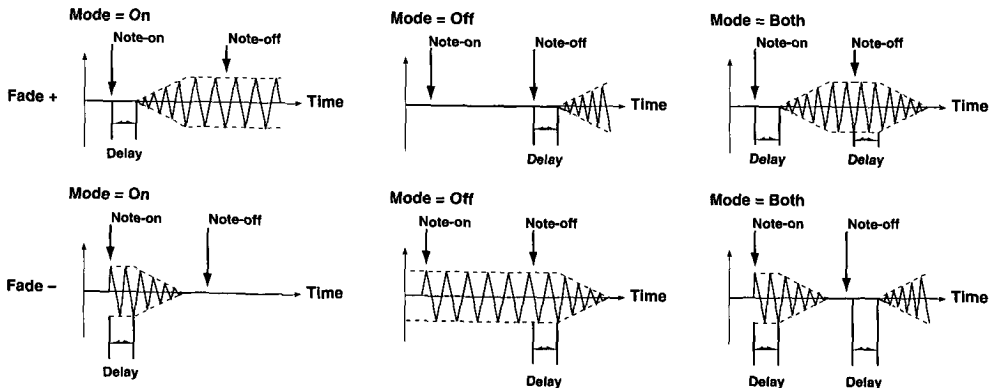 Mode = On
Mode = Off
Mode = Both
Note-on
Note-off
Note-on
Note-off
Note-on
Note-off
Fade +
Time
Time
Time
Delay
Delay
Delay
Delay
Mode = On
Mode = Off
Mode = Both
Note-on
Note-off
Note-on
Note-off
Note-on
Note-off
Fade –
Time
Time
Time
Delay
Delay
Delay
Delay